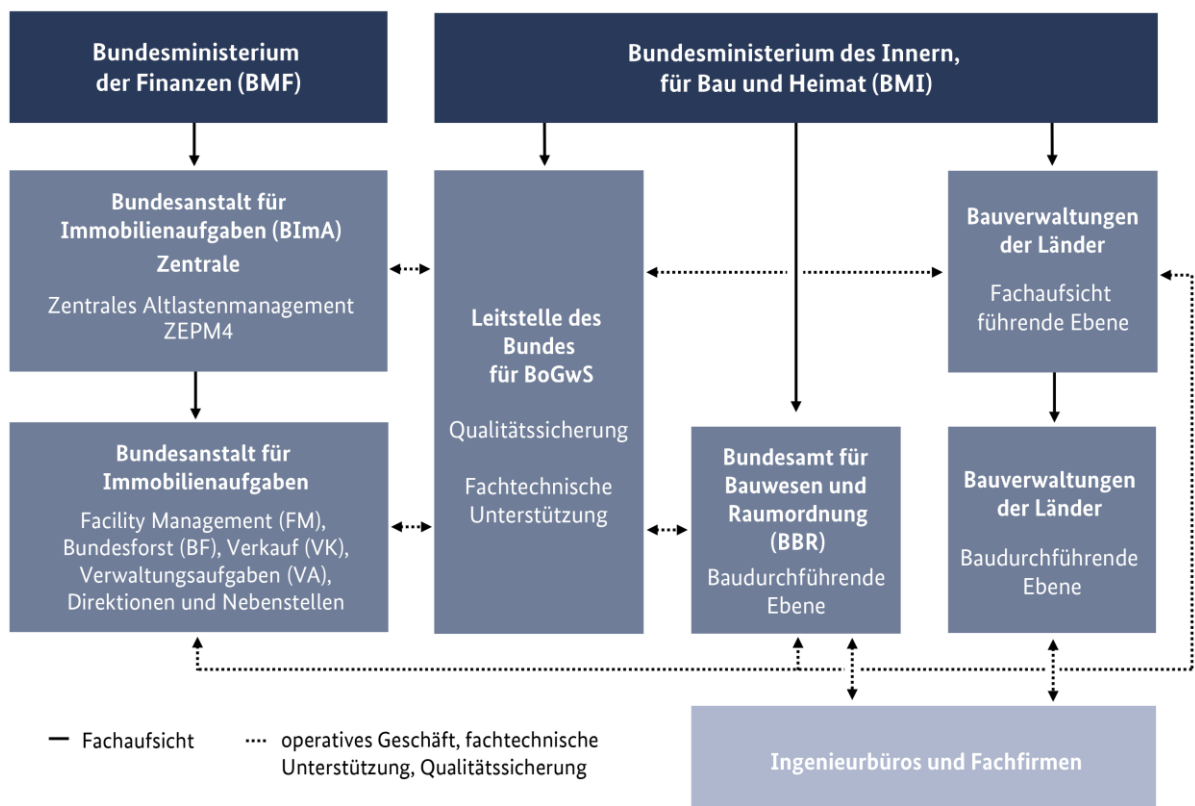 Bundesministerium
der Finanzen (BMF)
Bundesministerium des Innern,
für Bau und Heimat (BMI)
Bundesanstalt für
Immobilienaufgaben (BImA)
Zentrale
Zentrales Altlastenmanagement
ZEPM4
Leitstelle des
Bundes
für BoGwS
Qualitätssicherung
Fachtechnische
Unterstützung
Bauverwaltungen
der Länder
Fachaufsicht
führende Ebene
Bundesanstalt für
Immobilienaufgaben
Facility Management (FM),
Bundesforst (BF), Verkauf (VK),
Verwaltungsaufgaben (VA),
Direktionen und Nebenstellen
Bundesamt für
Bauwesen und
Raumordnung
(BBR)
Baudurchführende
Ebene
Bauverwaltungen
der Länder
Baudurchführende
Ebene
Fachaufsicht
operatives Geschäft, fachtechnische
Unterstützung, Qualitätssicherung
Ingenieurbüros und Fachfirmen